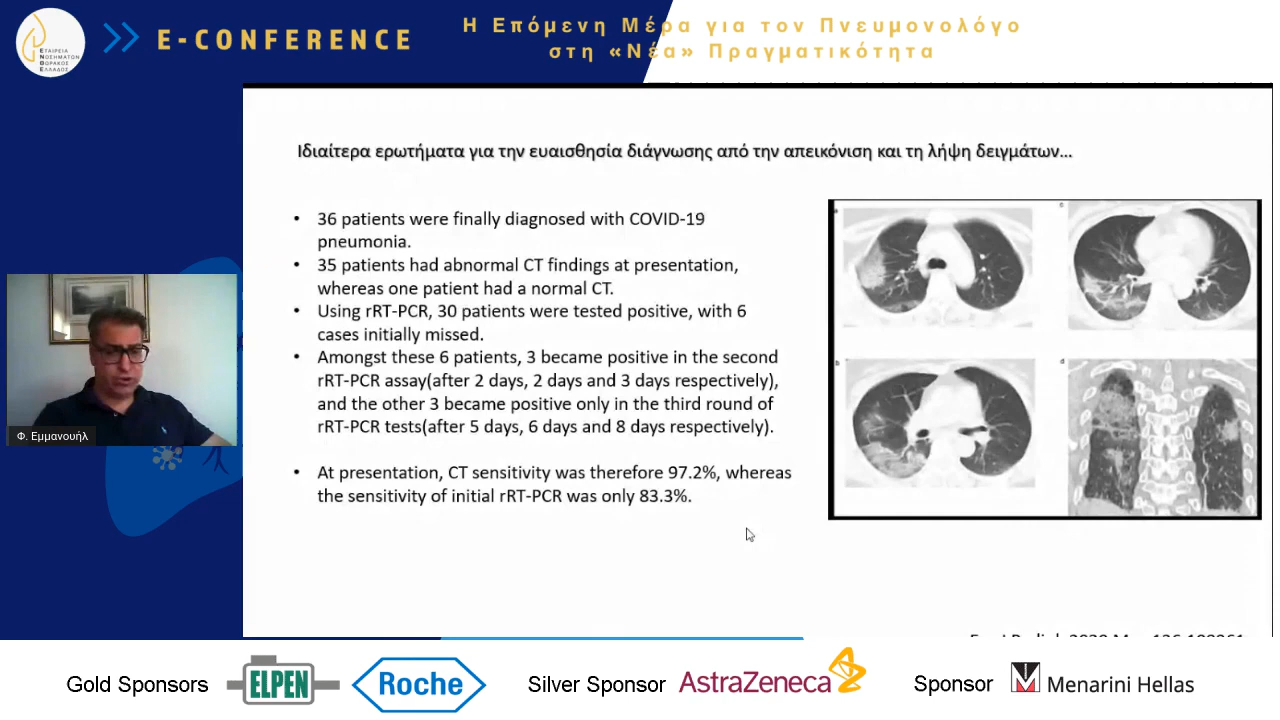 ΕΤΑΙΡΕΙΑ
ΝΟΣΗΜΑΤΩΝ
ΘΩΡΑΚΟΣ
ΕΛΛΑΔΟΣ
E-CONFERENCE
Η Επόμενη Μέρα για τον Πνευμονολόγο
στη «Νέα» Πραγματικότητα
Ιδιαίτερα ερωτήματα για την ευαισθησία διάγνωσης από την απεικόνιση και τη λήψη δειγμάτων...
• 36 patients were finally diagnosed with COVID-19
pneumonia.
• 35 patients had abnormal CT findings at presentation,
whereas one patient had a normal CT.
• Using rRT-PCR, 30 patients were tested positive, with 6
cases initially missed.
• Amongst these 6 patients, 3 became positive in the second
rRT-PCR assay(after 2 days, 2 days and 3 days respectively),
and the other 3 became positive only in the third round of
rRT-PCR tests(after 5 days, 6 days and 8 days respectively).
• At presentation, CT sensitivity was therefore 97.2%, whereas
the sensitivity of initial rRT-PCR was only 83.3%.
a
c
b
d
Φ. Εμμανουήλ
Gold Sponsors
ELPEN
Roche
Silver Sponsor
AstraZeneca
Sponsor
Menarini Hellas